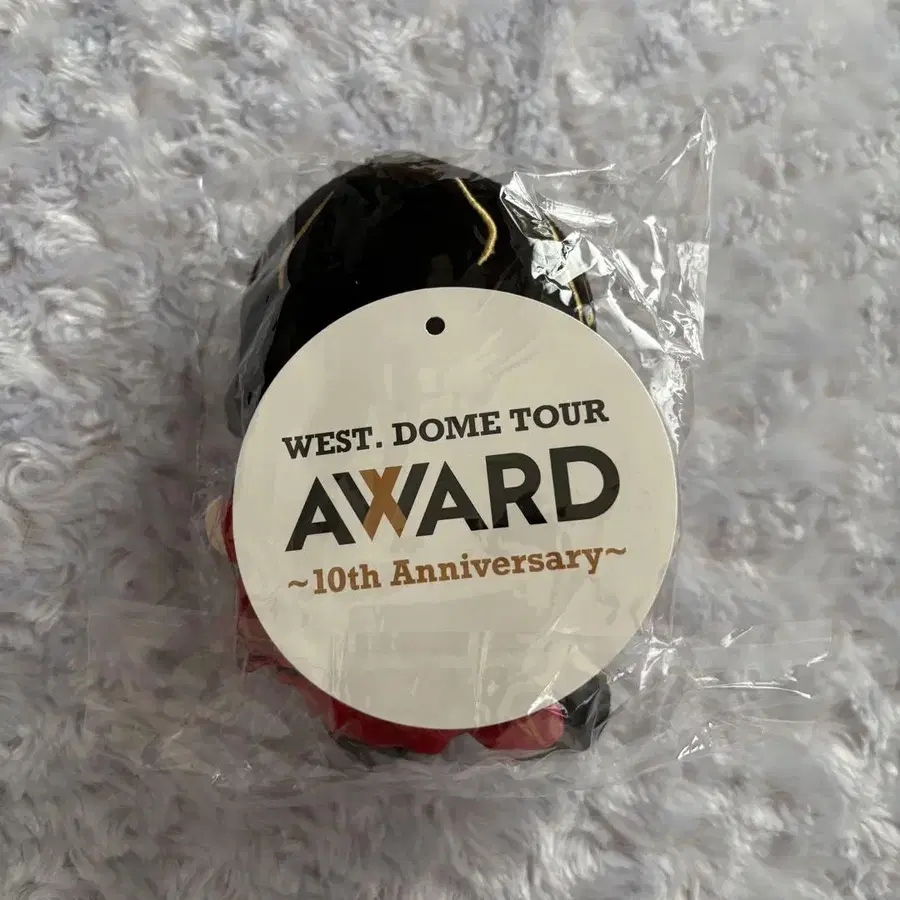 WEST. DOME TOUR
AWARD
~10th Anniversary~